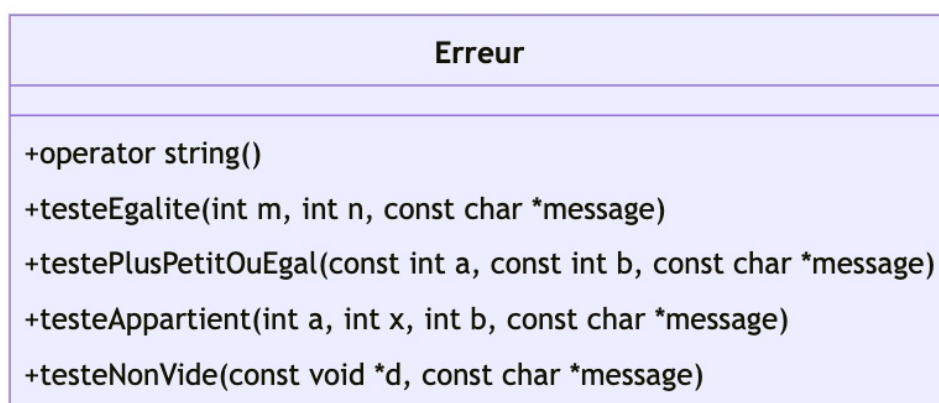 Erreur
+operator string()
+testeEgalite(int m, int n, const char *message)
+testePlusPetitOuEgal(const int a, const int b, const char *message)
+testeAppartient(int a, int x, int b, const char *message)
+testeNonVide(const void *d, const char *message)